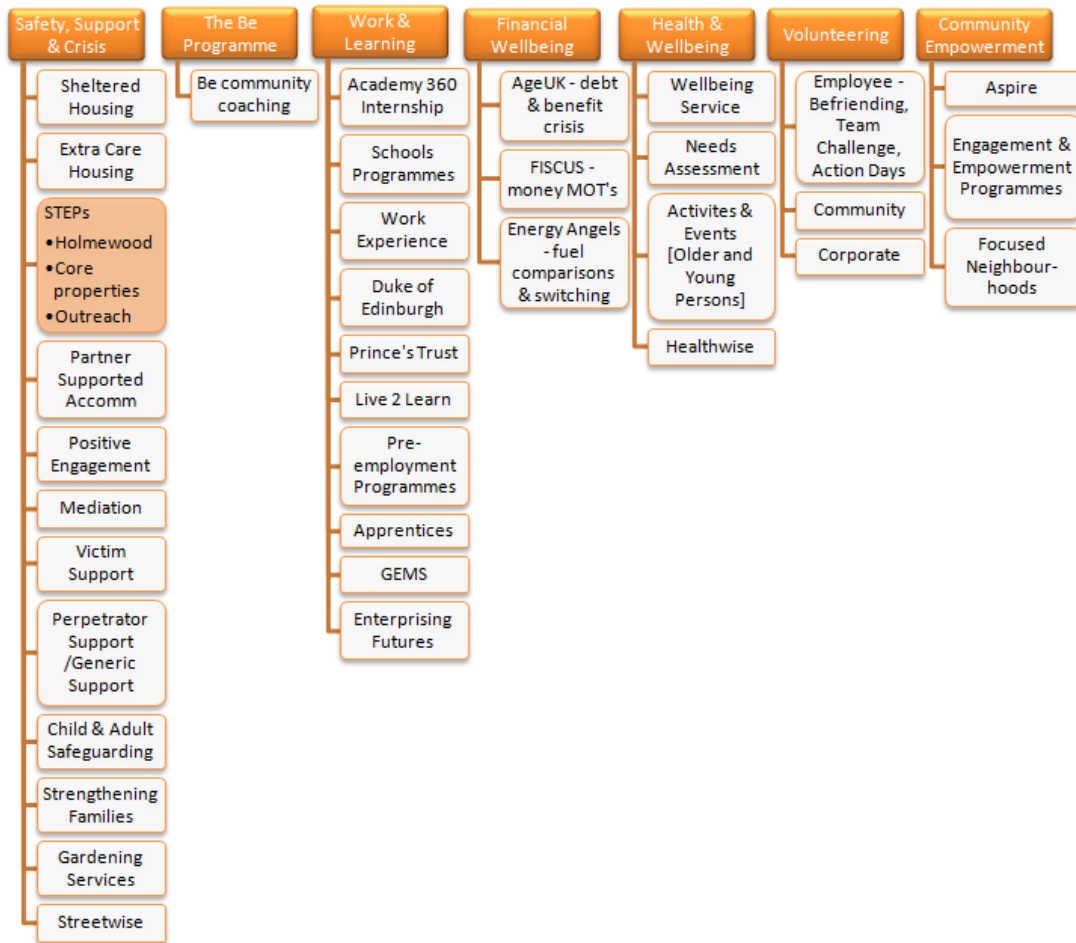 Safety, Support
& Crisis
Sheltered
Housing
Extra Care
Housing
STEPs
•Holmewood
•Core
properties
•Outreach
Partner
Supported
Accomm
Positive
Engagement
Mediation
Victim
Support
Perpetrator
Support
/Generic
Support
Child & Adult
Safeguarding
Strengthening
Families
Gardening
Services
Streetwise
The Be
Programme
Be community
coaching
Work &
Learning
Academy 360
Internship
Schools
Programmes
Work
Experience
Duke of
Edinburgh
Prince's Trust
Live 2 Learn
Pre-
employment
Programmes
Apprentices
GEMS
Enterprising
Futures
Financial
Wellbeing
AgeUK - debt
& benefit
crisis
FISCUS -
money MOT's
Energy Angels
- fuel
comparisons
& switching
Health &
Wellbeing
Wellbeing
Service
Needs
Assessment
Activites &
Events
[Older and
Young
Persons]
Healthwise
Volunteering
Employee -
Befriending,
Team
Challenge,
Action Days
Community
Corporate
Community
Empowerment
Aspire
Engagement &
Empowerment
Programmes
Focused
Neighbour-
hoods